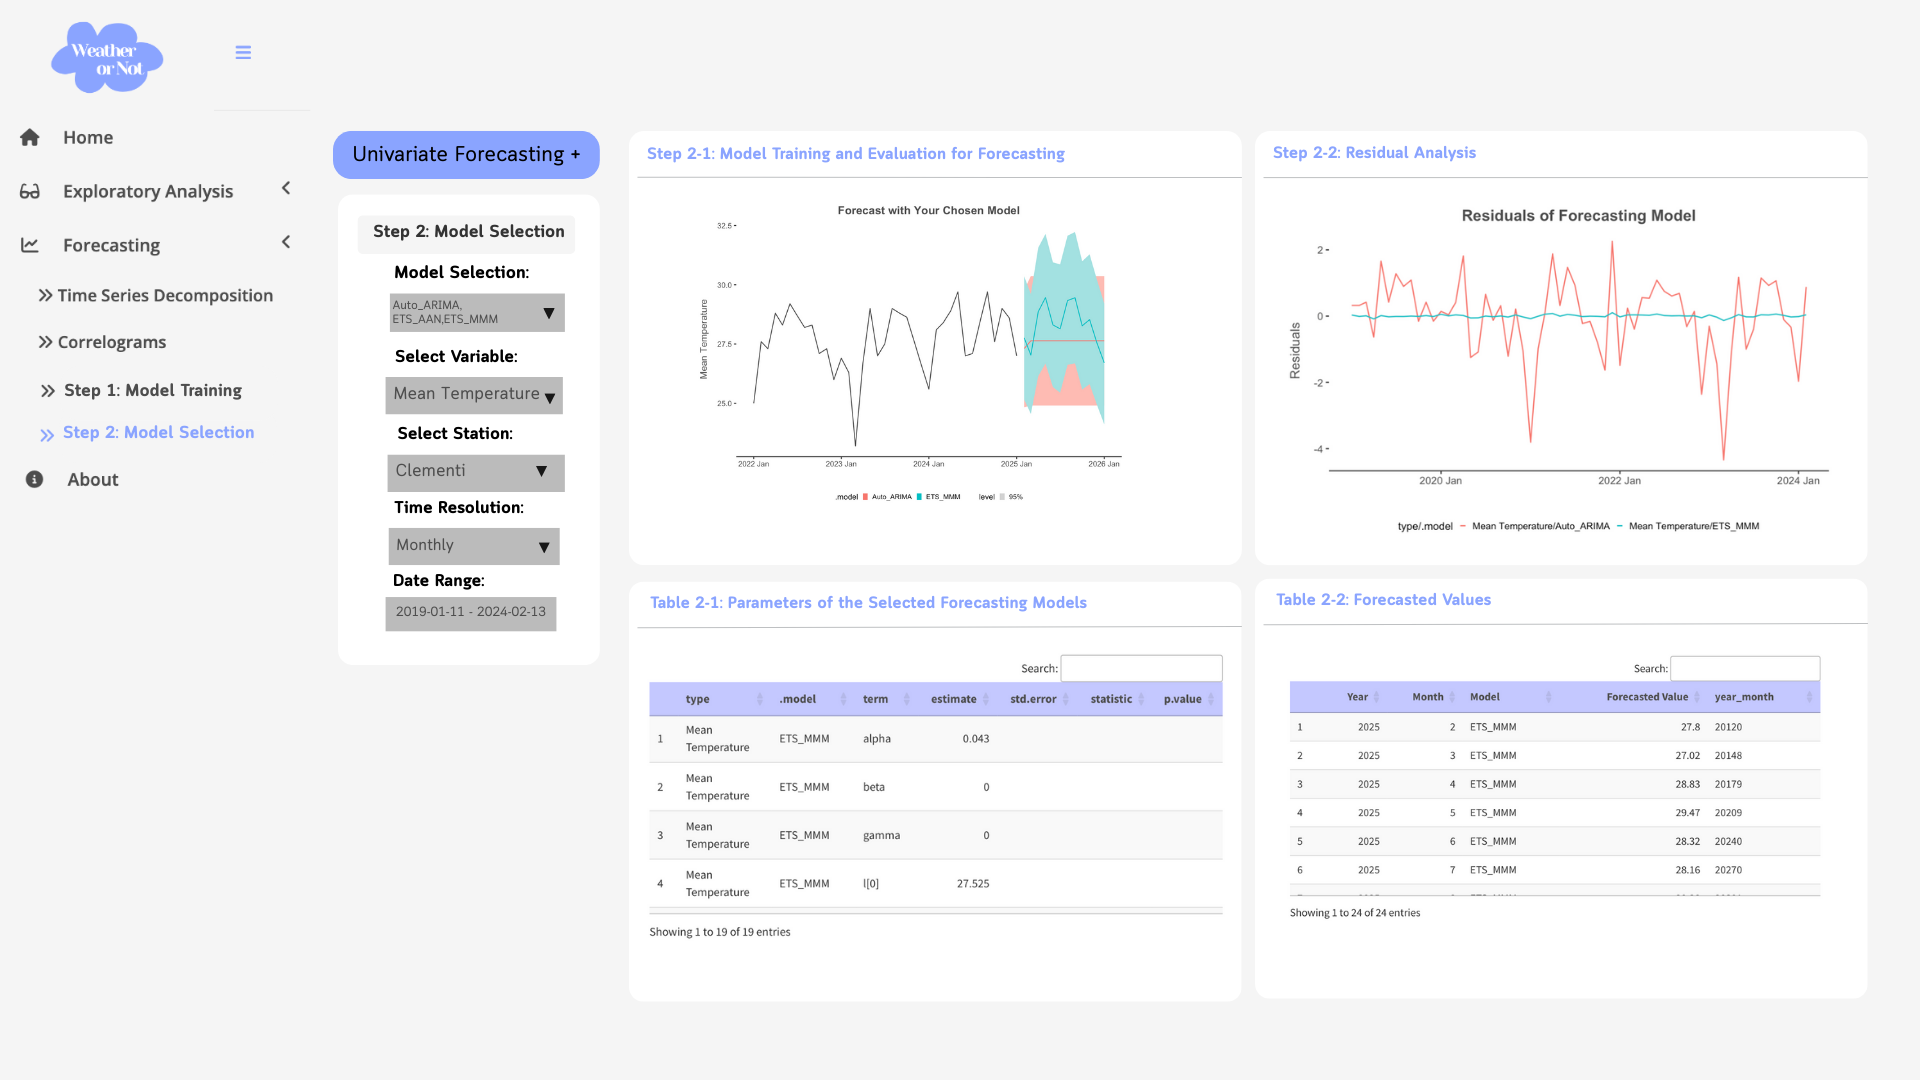 Weather
or Not
Home
Exploratory Analysis
Forecasting
Time Series Decomposition
Correlograms
Step 1: Model Training
Step 2: Model Selection
About
Univariate Forecasting +
Step 2: Model Selection
Model Selection:
Auto_ARIMA,
ETS_AAN,ETS_MMM
Select Variable:
Mean Temperature
Select Station:
Clementi
Time Resolution:
Monthly
Date Range:
2019-01-11 - 2024-02-13
Step 2-1: Model Training and Evaluation for Forecasting
Forecast with Your Chosen Model
Mean Temperature
32.5
30.0
27.5
25.0
2022 Jan 2023 Jan 2024 Jan 2025 Jan 2026 Jan
.model Auto_ARIMA ETS_MMM level 95%
Step 2-2: Residual Analysis
Residuals of Forecasting Model
Residuals
2
0
-2
-4
2020 Jan 2022 Jan 2024 Jan
type/.model Mean Temperature/Auto_ARIMA Mean Temperature/ETS_MMM
Table 2-1: Parameters of the Selected Forecasting Models
Search:
type .model term estimate std.error statistic p.value
1 Mean Temperature ETS_MMM alpha 0.043
2 Mean Temperature ETS_MMM beta 0
3 Mean Temperature ETS_MMM gamma 0
4 Mean Temperature ETS_MMM l[0] 27.525
Showing 1 to 19 of 19 entries
Table 2-2: Forecasted Values
Search:
Year Month Model Forecasted Value year_month
1 2025 2 ETS_MMM 27.8 20120
2 2025 3 ETS_MMM 27.02 20148
3 2025 4 ETS_MMM 28.83 20179
4 2025 5 ETS_MMM 29.47 20209
5 2025 6 ETS_MMM 28.32 20240
6 2025 7 ETS_MMM 28.16 20270
Showing 1 to 24 of 24 entries